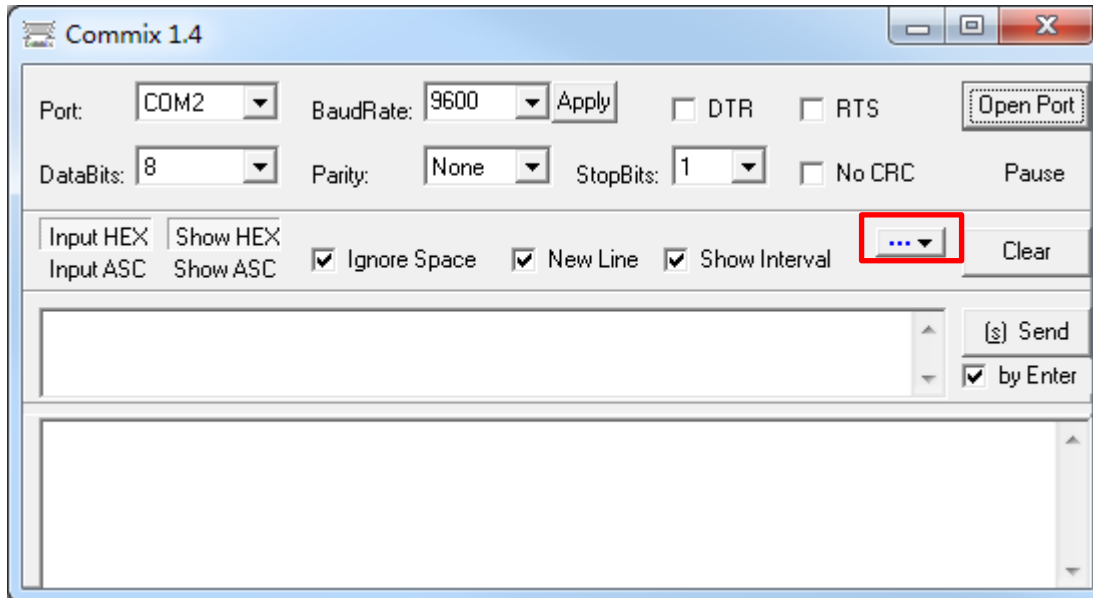 Commix 1.4
Port: COM2 BaudRate: 9600 Apply DTR RTS Open Port
DataBits: 8 Parity: None StopBits: 1 No CRC Pause
Input HEX Show HEX
Input ASC Show ASC Ignore Space New Line Show Interval ... Clear
(s) Send
by Enter